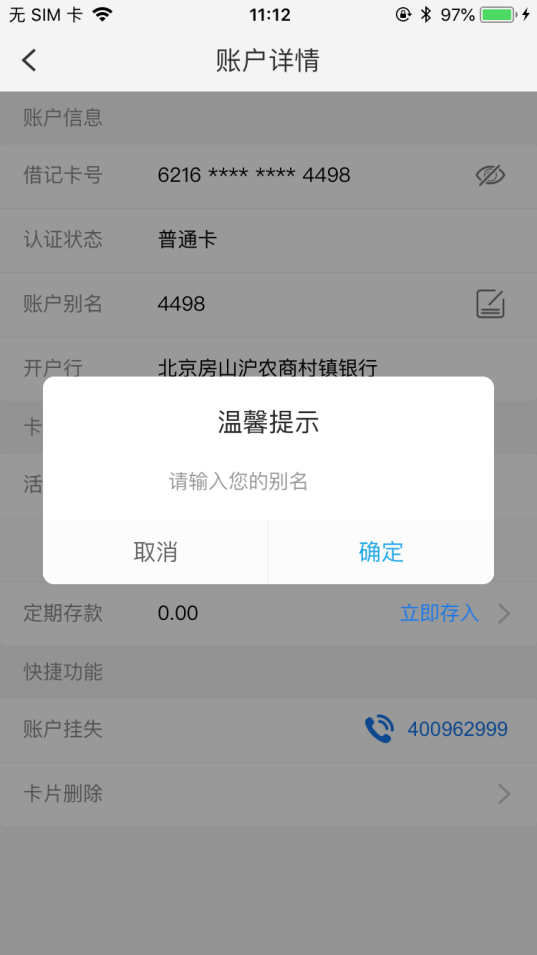 无 SIM 卡 11:12 97%
账户详情
账户信息
借记卡号 6216 **** **** 4498
认证状态 普通卡
账户别名 4498
开户行 北京房山沪农商村镇银行
卡
温馨提示
活
请输入您的别名
取消 确定
定期存款 0.00 立即存入
快捷功能
账户挂失 400962999
卡片删除